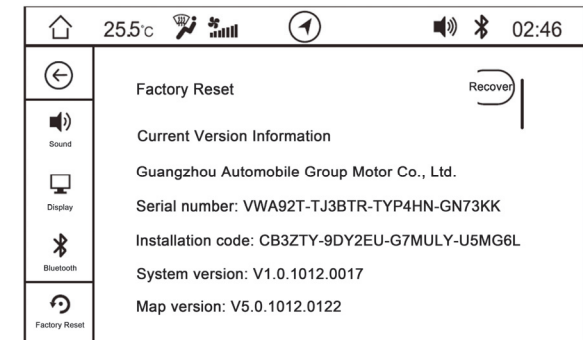 25.5°c
02:46
Factory Reset
Recover
Sound
Current Version Information
Guangzhou Automobile Group Motor Co., Ltd.
Display
Serial number: VWA92T-TJ3BTR-TYP4HN-GN73KK
Installation code: CB3ZTY-9DY2EU-G7MULY-U5MG6L
Bluetooth
System version: V1.0.1012.0017
Map version: V5.0.1012.0122
Factory Reset